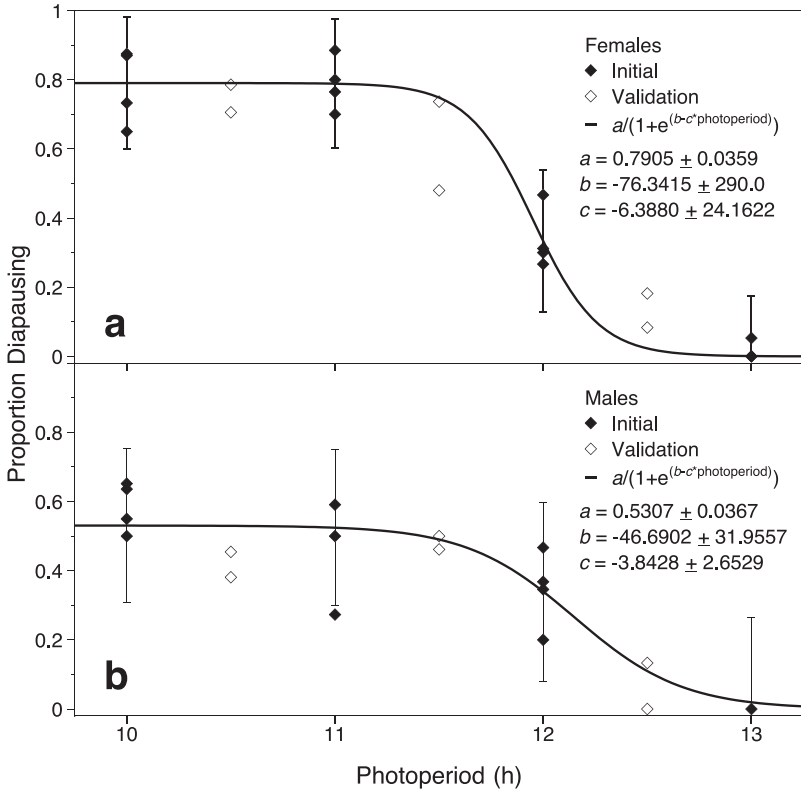 Proportion Diapausing
1
0.8
0.6
0.4
0.2
0
a
Females
Initial
Validation
a/(1+e^(b-c*photoperiod))
a = 0.7905 ± 0.0359
b = -76.3415 ± 290.0
c = -6.3880 ± 24.1622
0.8
0.6
0.4
0.2
0
b
Males
Initial
Validation
a/(1+e^(b-c*photoperiod))
a = 0.5307 ± 0.0367
b = -46.6902 ± 31.9557
c = -3.8428 ± 2.6529
10 11 12 13
Photoperiod (h)